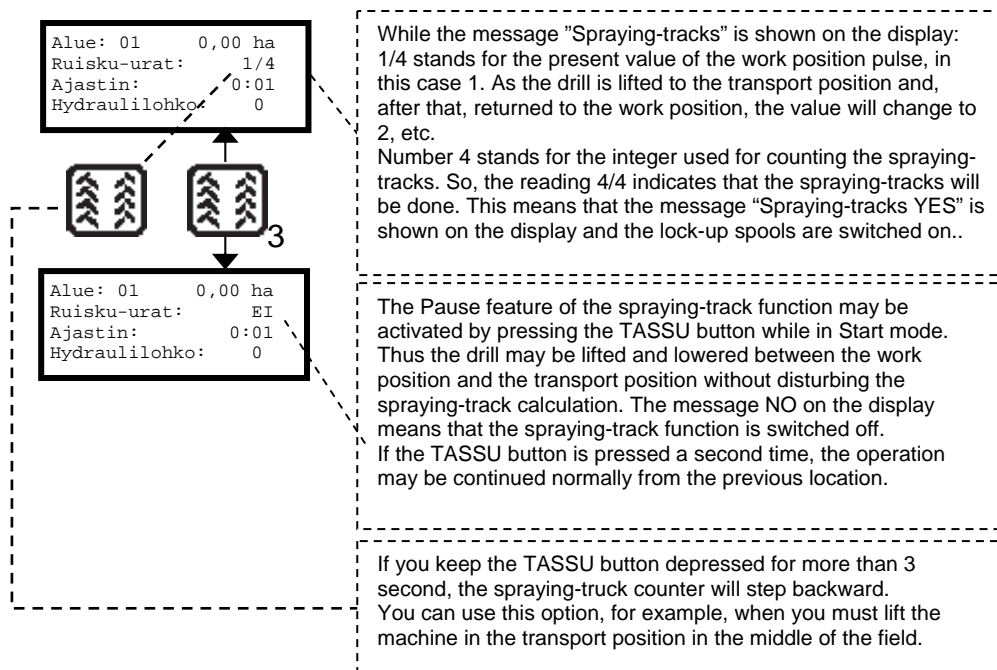 Alue: 01 0,00 ha
Ruisku-urat: 1/4
Ajastin: 0:01
Hydraulilohko: 0
3
Alue: 01 0,00 ha
Ruisku-urat: EI
Ajastin: 0:01
Hydraulilohko: 0
While the message ”Spraying-tracks” is shown on the display:
1/4 stands for the present value of the work position pulse, in
this case 1. As the drill is lifted to the transport position and,
after that, returned to the work position, the value will change to
2, etc.
Number 4 stands for the integer used for counting the spraying-
tracks. So, the reading 4/4 indicates that the spraying-tracks will
be done. This means that the message “Spraying-tracks YES” is
shown on the display and the lock-up spools are switched on..
The Pause feature of the spraying-track function may be
activated by pressing the TASSU button while in Start mode.
Thus the drill may be lifted and lowered between the work
position and the transport position without disturbing the
spraying-track calculation. The message NO on the display
means that the spraying-track function is switched off.
If the TASSU button is pressed a second time, the operation
may be continued normally from the previous location.
If you keep the TASSU button depressed for more than 3
second, the spraying-truck counter will step backward.
You can use this option, for example, when you must lift the
machine in the transport position in the middle of the field.